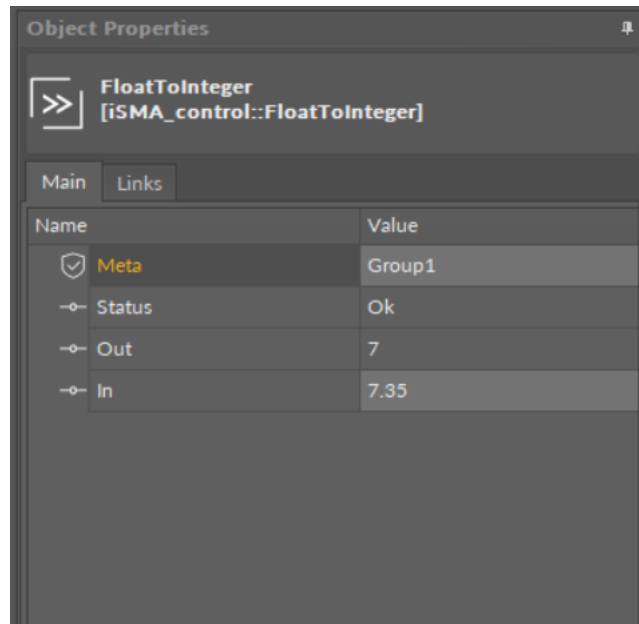 Object Properties
FloatToInteger
[iSMA_control::FloatToInteger]
Main Links
Name Value
Meta Group1
Status Ok
Out 7
In 7.35